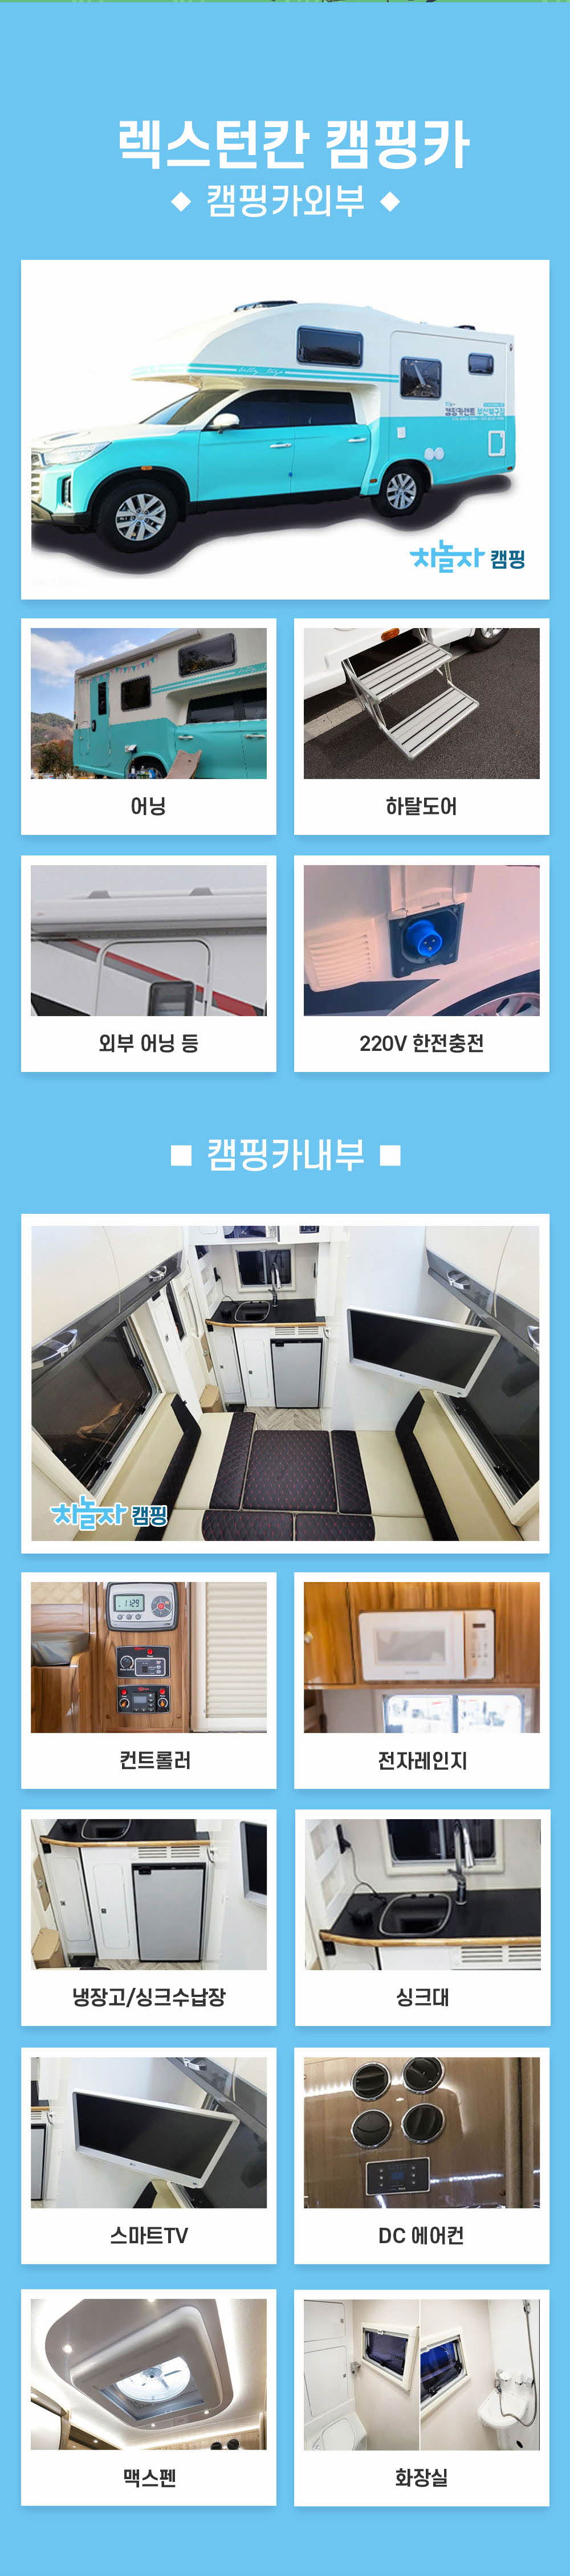 렉스턴칸 캠핑카
◆ 캠핑카외부 ◆
차놀자 캠핑
어닝
하탈도어
외부 어닝 등
220V 한전충전
■ 캠핑카내부 ■
차놀자 캠핑
11:29
컨트롤러
전자레인지
냉장고/싱크수납장
싱크대
스마트TV
DC 에어컨
맥스펜
화장실